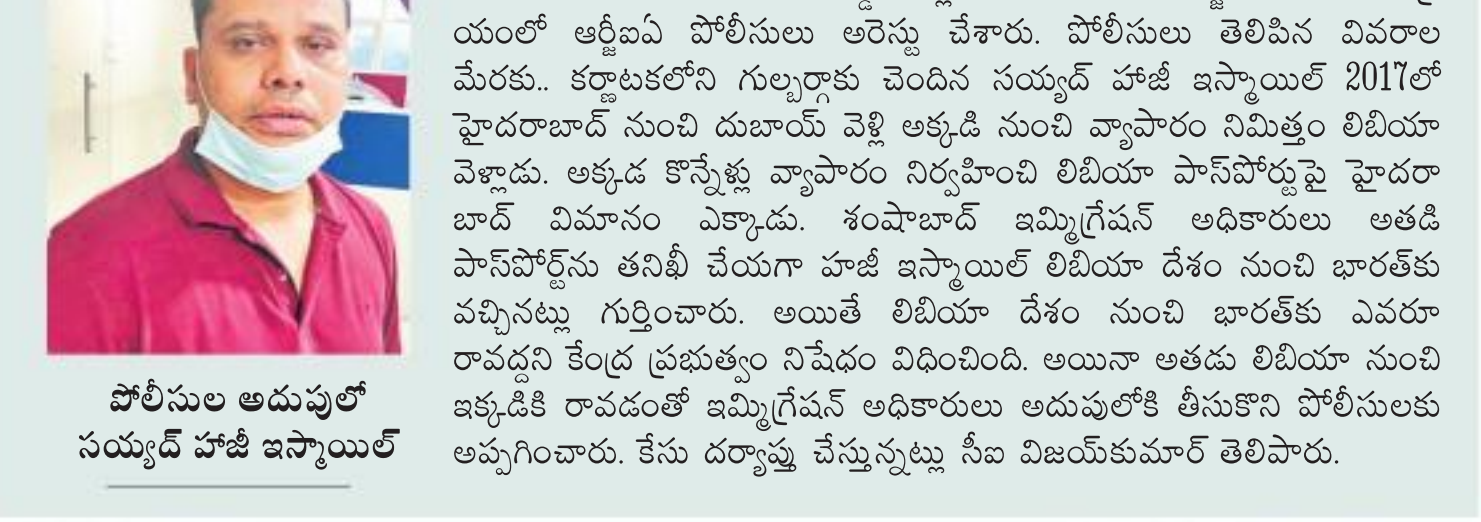 యంలో ఆర్జీఐఏ పోలీసులు అరెస్టు చేశారు. పోలీసులు తెలిపిన వివరాల
మేరకు.. కర్ణాటకలోని గుల్బర్గాకు చెందిన సయ్యద్ హాజీ ఇస్మాయిల్ 2017లో
హైదరాబాద్ నుంచి దుబాయ్ వెళ్లి అక్కడి నుంచి వ్యాపారం నిమిత్తం లిబియా
వెళ్లాడు. అక్కడ కొన్నేళ్లు వ్యాపారం నిర్వహించి లిబియా పాస్‌పోర్టుపై హైదరా
బాద్ విమానం ఎక్కాడు. శంషాబాద్ ఇమ్మిగ్రేషన్ అధికారులు అతడి
పాస్‌పోర్ట్‌ను తనిఖీ చేయగా హజీ ఇస్మాయిల్ లిబియా దేశం నుంచి భారత్‌కు
వచ్చినట్లు గుర్తించారు. అయితే లిబియా దేశం నుంచి భారత్‌కు ఎవరూ
రావద్దని కేంద్ర ప్రభుత్వం నిషేధం విధించింది. అయినా అతడు లిబియా నుంచి
ఇక్కడికి రావడంతో ఇమ్మిగ్రేషన్ అధికారులు అదుపులోకి తీసుకొని పోలీసులకు
అప్పగించారు. కేసు దర్యాప్తు చేస్తున్నట్లు సీఐ విజయ్‌కుమార్ తెలిపారు.
పోలీసుల అదుపులో
సయ్యద్ హాజీ ఇస్మాయిల్